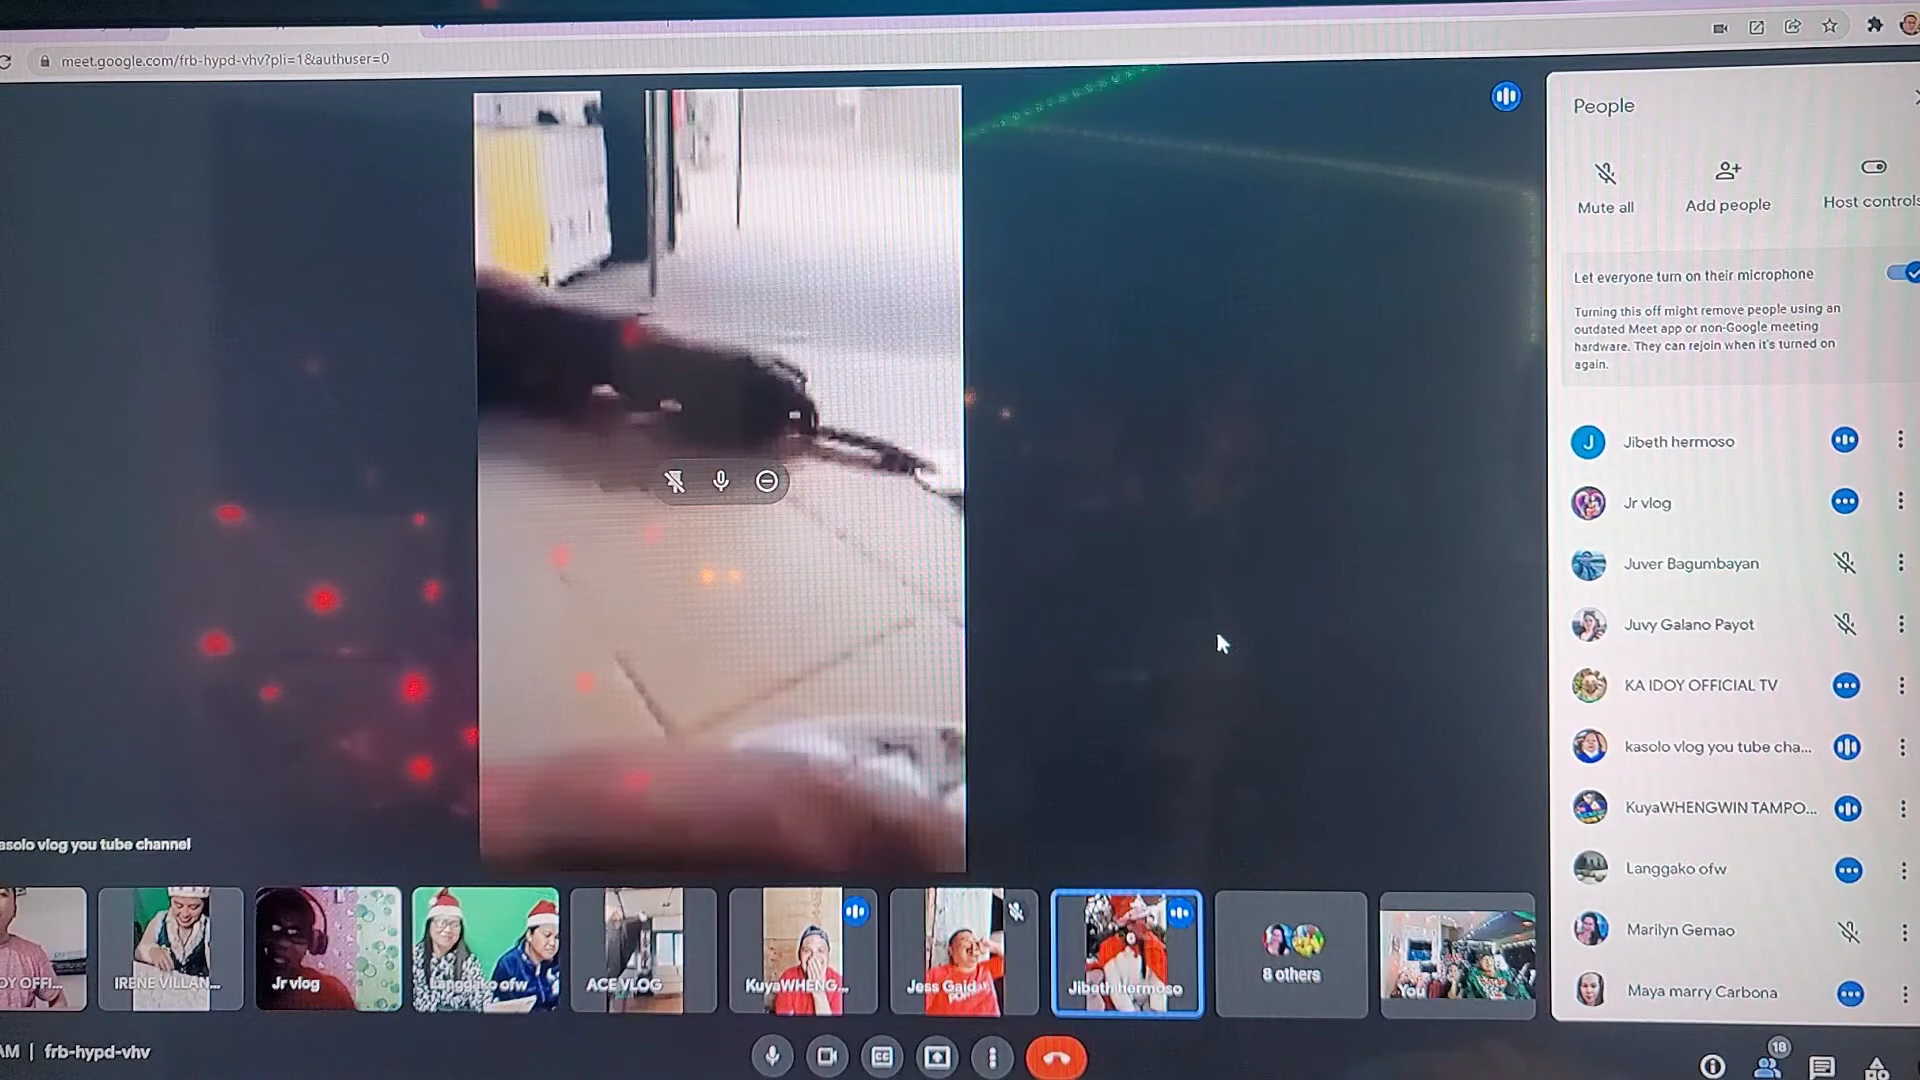 meet.google.com/frb-hypd-vhv?pli=1&authuser=0
People
Mute all
Add people
Host controls
Let everyone turn on their microphone
Turning this off might remove people using an
outdated Meet app or non-Google meeting
hardware. They can rejoin when it's turned on
again.
J
Jibeth hermoso
Jr vlog
Juver Bagumbayan
Juvy Galano Payot
KA IDOY OFFICIAL TV
kasolo vlog you tube cha...
KuyaWHENGWIN TAMPO...
Langgako ofw
Marilyn Gemao
Maya marry Carbona
asolo vlog you tube channel
OY OFFI...
IRENE VILLAN...
Jr vlog
Langgako ofw
ACE VLOG
KuyaWHENG...
Jess Gaid
Jibeth hermoso
8 others
You
AM | frb-hypd-vhv
CC
18